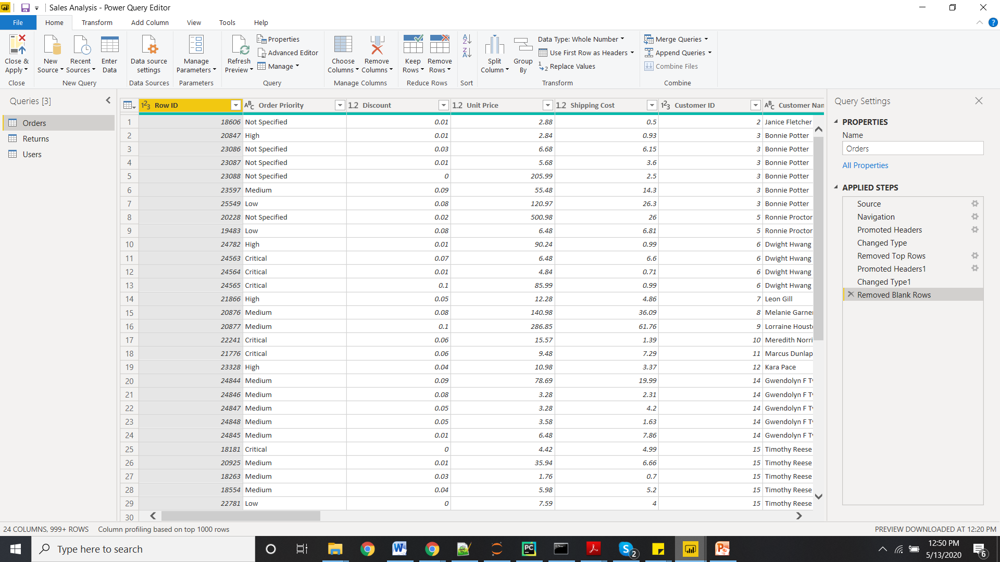 Sales Analysis - Power Query Editor
File Home Transform Add Column View Tools Help
Close & Apply
New Source
Recent Sources
Enter Data
Data source settings
Manage Parameters
Refresh Preview
Properties
Advanced Editor
Manage
Choose Columns
Remove Columns
Keep Rows
Remove Rows
Split Column
Group By
Data Type: Whole Number
Use First Row as Headers
Replace Values
Merge Queries
Append Queries
Combine Files
Close New Query Data Sources Parameters Query Manage Columns Reduce Rows Sort Transform Combine
Queries [3]
Orders
Returns
Users
Row ID Order Priority Discount Unit Price Shipping Cost Customer ID Customer Nam
1 18606 Not Specified 0.01 2.88 0.5 2 Janice Fletcher
2 20847 High 0.01 2.84 0.93 3 Bonnie Potter
3 23086 Not Specified 0.03 6.68 6.15 3 Bonnie Potter
4 23087 Not Specified 0.01 5.68 3.6 3 Bonnie Potter
5 23088 Not Specified 0 205.99 2.5 3 Bonnie Potter
6 23597 Medium 0.09 55.48 14.3 3 Bonnie Potter
7 25549 Low 0.08 120.97 26.3 3 Bonnie Potter
8 20228 Not Specified 0.02 500.98 26 5 Ronnie Proctor
9 19483 Low 0.08 6.48 6.81 5 Ronnie Proctor
10 24782 High 0.01 90.24 0.99 6 Dwight Hwang
11 24563 Critical 0.07 6.48 6.6 6 Dwight Hwang
12 24564 Critical 0.01 4.84 0.71 6 Dwight Hwang
13 24565 Critical 0.1 85.99 0.99 6 Dwight Hwang
14 21866 High 0.05 12.28 4.86 7 Leon Gill
15 20876 Medium 0.08 140.98 36.09 8 Melanie Garner
16 20877 Medium 0.1 286.85 61.76 9 Lorraine Housto
17 22241 Critical 0.06 15.57 1.39 10 Meredith Norri
18 21776 Critical 0.06 9.48 7.29 11 Marcus Dunlap
19 23328 High 0.04 10.98 3.37 12 Kara Pace
20 24844 Medium 0.09 78.69 19.99 14 Gwendolyn F Ty
21 24846 Medium 0.08 3.28 2.31 14 Gwendolyn F Ty
22 24847 Medium 0.05 3.28 4.2 14 Gwendolyn F Ty
23 24848 Medium 0.05 3.58 1.63 14 Gwendolyn F Ty
24 24845 Medium 0.01 6.48 7.86 14 Gwendolyn F Ty
25 18181 Critical 0 4.42 4.99 15 Timothy Reese
26 20925 Medium 0.01 35.94 6.66 15 Timothy Reese
27 18263 Medium 0.03 1.76 0.7 15 Timothy Reese
28 18554 Medium 0.04 5.98 5.2 15 Timothy Reese
29 22781 Low 0 7.59 4 15 Timothy Reese
30
Query Settings
PROPERTIES
Name
Orders
All Properties
APPLIED STEPS
Source
Navigation
Promoted Headers
Changed Type
Removed Top Rows
Promoted Headers1
Changed Type1
Removed Blank Rows
24 COLUMNS, 999+ ROWS Column profiling based on top 1000 rows
PREVIEW DOWNLOADED AT 12:20 PM
Type here to search
12:50 PM
5/13/2020